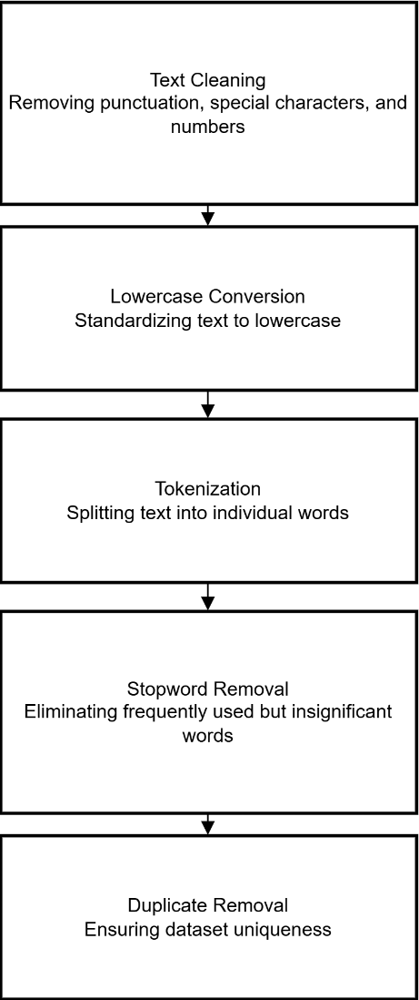 Text Cleaning
Removing punctuation, special characters, and
numbers
Lowercase Conversion
Standardizing text to lowercase
Tokenization
Splitting text into individual words
Stopword Removal
Eliminating frequently used but insignificant
words
Duplicate Removal
Ensuring dataset uniqueness